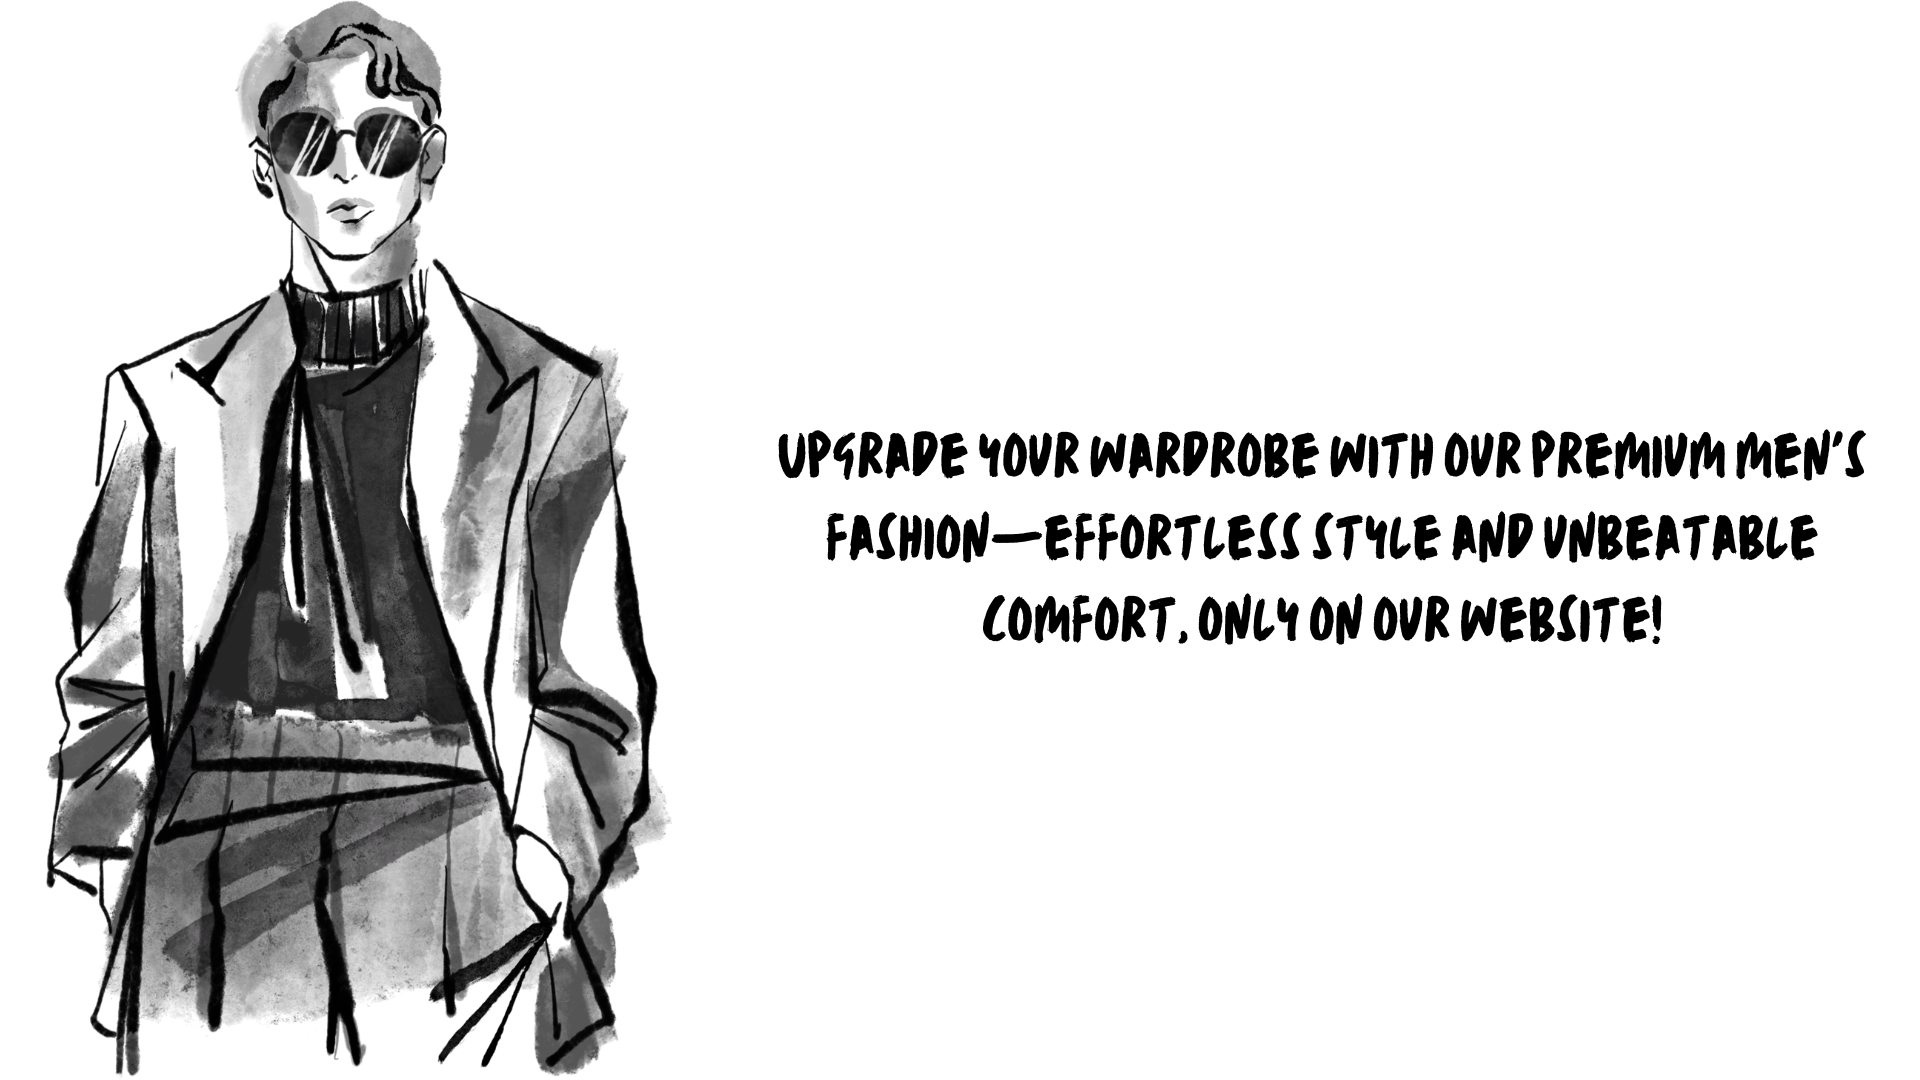 UPGRADE YOUR WARDROBE WITH OUR PREMIUM MEN'S
FASHION—EFFORTLESS STYLE AND UNBEATABLE
COMFORT, ONLY ON OUR WEBSITE!